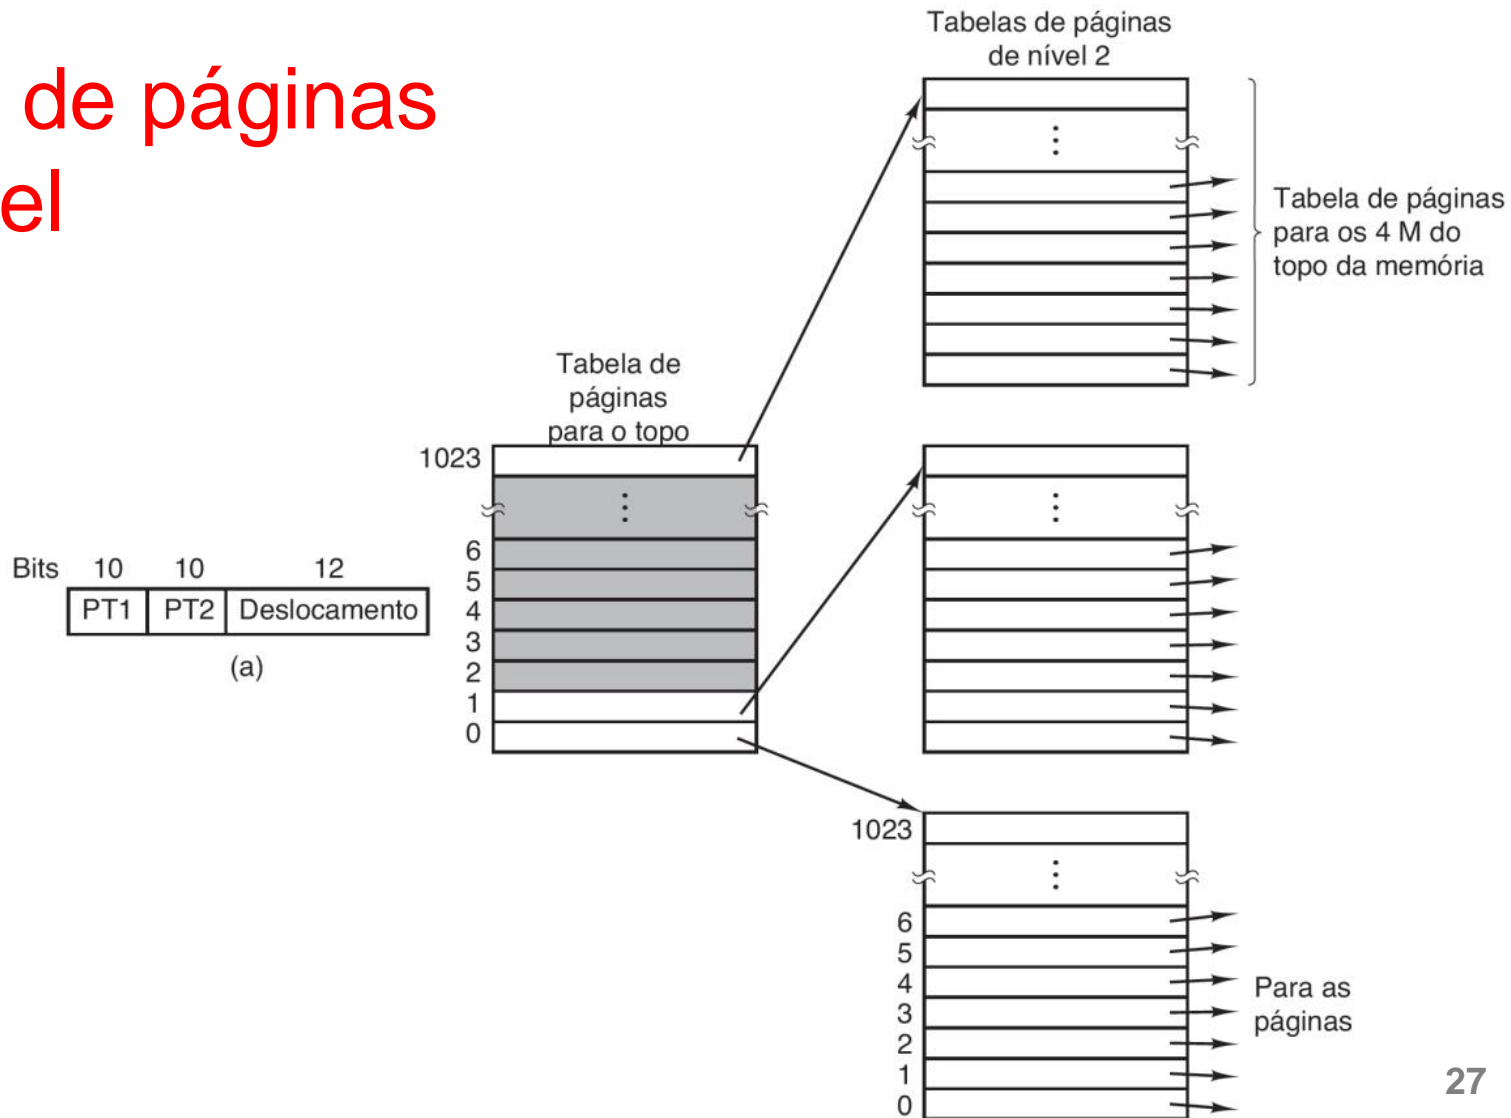 de páginas
el
Tabelas de páginas
de nível 2
Tabela de páginas
para os 4 M do
topo da memória
Tabela de
páginas
para o topo
1023
6
5
4
3
2
1
0
Bits 10 10 12
PT1 PT2 Deslocamento
(a)
1023
6
5
4
3
2
1
0
Para as
páginas
27